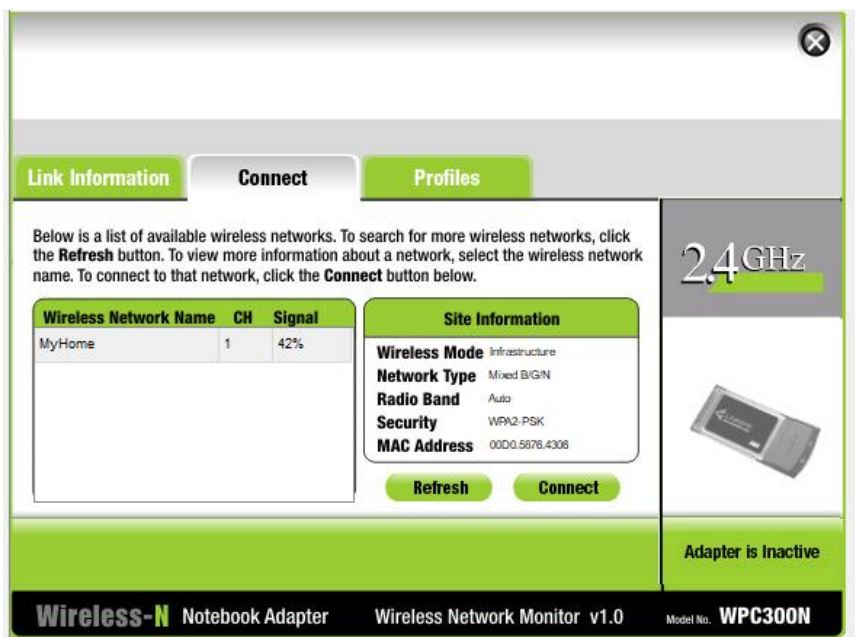 Link Information Connect Profiles
Below is a list of available wireless networks. To search for more wireless networks, click
the Refresh button. To view more information about a network, select the wireless network
name. To connect to that network, click the Connect button below.
2.4GHz
Wireless Network Name CH Signal
MyHome 1 42%
Site Information
Wireless Mode Infrastructure
Network Type Mixed B/G/N
Radio Band Auto
Security WPA2-PSK
MAC Address 00D0.5876.4306
Refresh Connect
Adapter is Inactive
Wireless-N Notebook Adapter Wireless Network Monitor v1.0 Model No. WPC300N